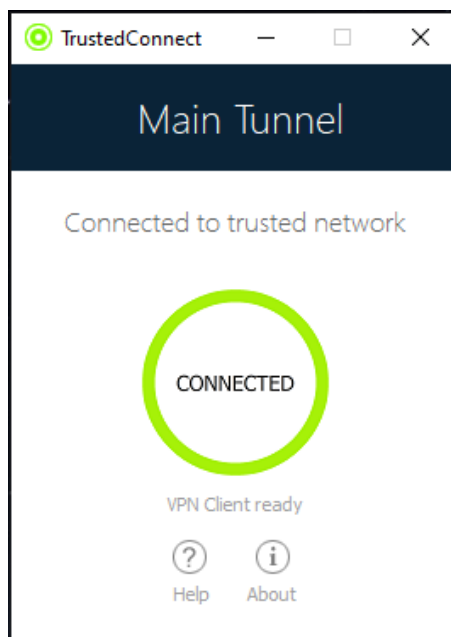 TrustedConnect
Main Tunnel
Connected to trusted network
CONNECTED
VPN Client ready
Help About